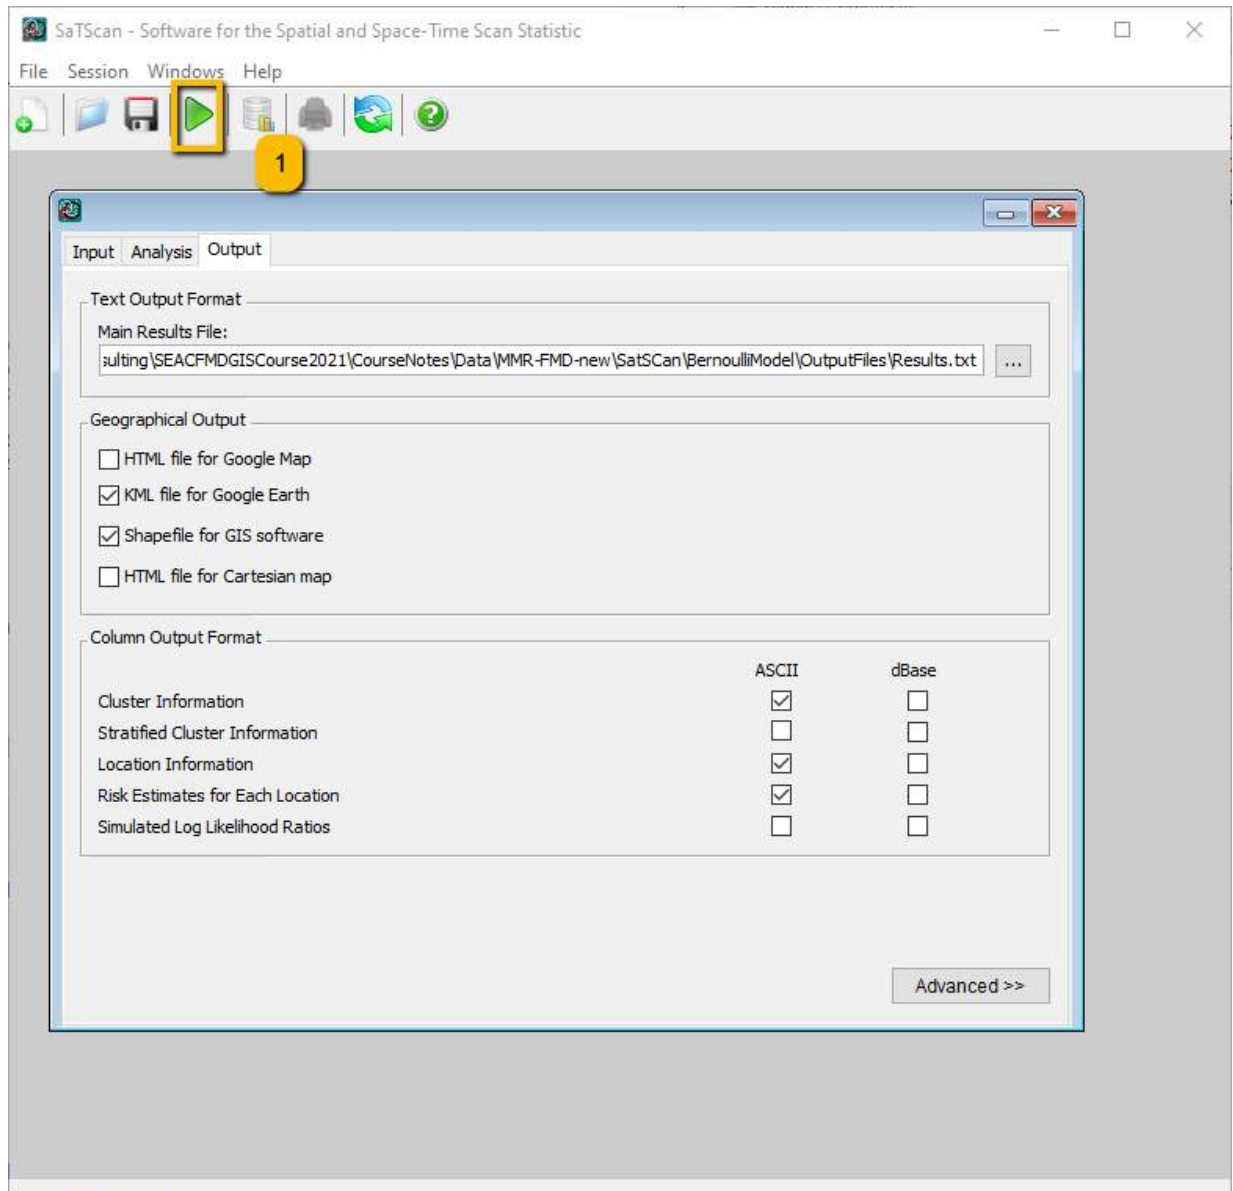 SaTScan - Software for the Spatial and Space-Time Scan Statistic
File Session Windows Help
1
Input Analysis Output
Text Output Format
Main Results File:
sulting\SEACFMDGISCourse2021\CourseNotes\Data\MMR-FMD-new\SatSCan\BernoulliModel\OutputFiles\Results.txt ...
Geographical Output
HTML file for Google Map
KML file for Google Earth
Shapefile for GIS software
HTML file for Cartesian map
Column Output Format
ASCII dBase
Cluster Information
Stratified Cluster Information
Location Information
Risk Estimates for Each Location
Simulated Log Likelihood Ratios
Advanced >>